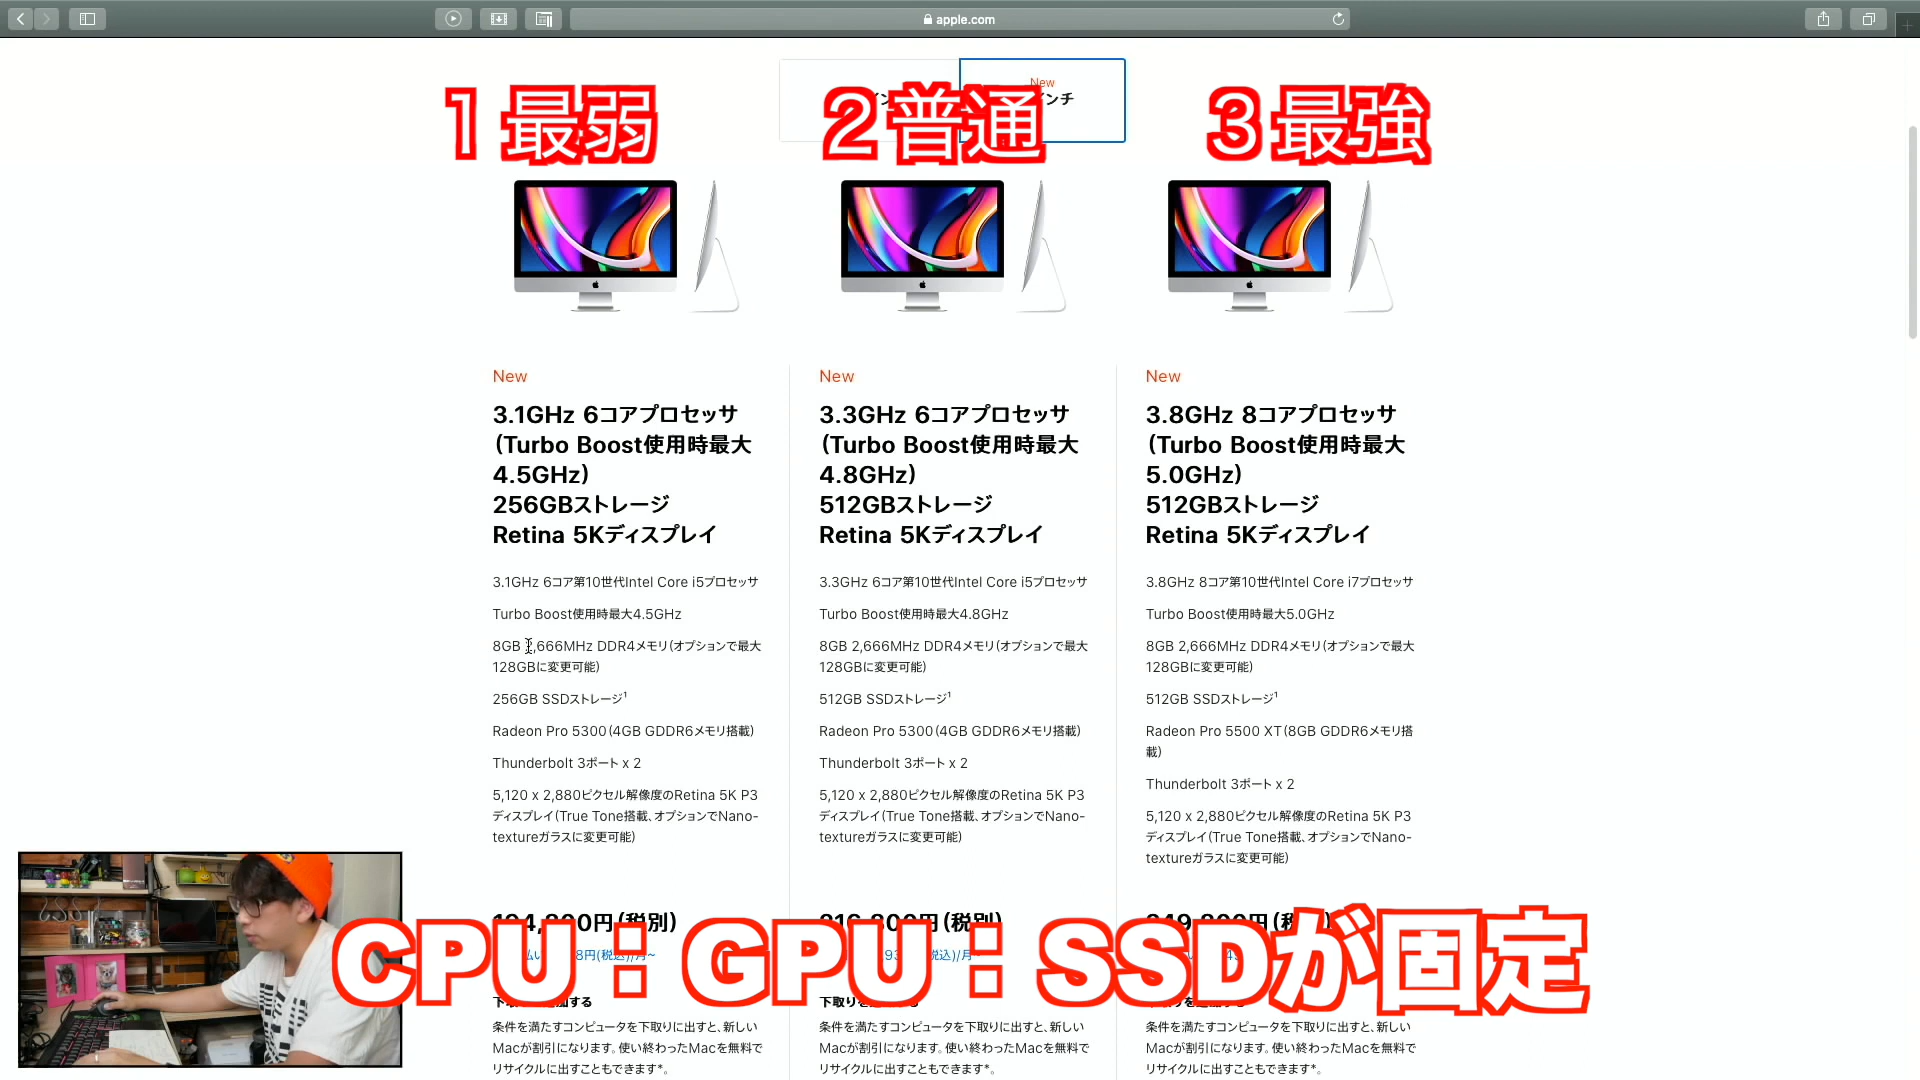 apple.com
New
ンチ
1 最弱
2 普通
3 最強
New
3.1GHz 6コアプロセッサ
(Turbo Boost使用時最大
4.5GHz)
256GBストレージ
Retina 5Kディスプレイ
3.1GHz 6コア第10世代Intel Core i5プロセッサ
Turbo Boost使用時最大4.5GHz
8GB 2,666MHz DDR4メモリ(オプションで最大
128GBに変更可能)
256GB SSDストレージ¹
Radeon Pro 5300(4GB GDDR6メモリ搭載)
Thunderbolt 3ポート x 2
5,120 x 2,880ピクセル解像度のRetina 5K P3
ディスプレイ(True Tone搭載、オプションでNano-
textureガラスに変更可能)
New
3.3GHz 6コアプロセッサ
(Turbo Boost使用時最大
4.8GHz)
512GBストレージ
Retina 5Kディスプレイ
3.3GHz 6コア第10世代Intel Core i5プロセッサ
Turbo Boost使用時最大4.8GHz
8GB 2,666MHz DDR4メモリ(オプションで最大
128GBに変更可能)
512GB SSDストレージ¹
Radeon Pro 5300(4GB GDDR6メモリ搭載)
Thunderbolt 3ポート x 2
5,120 x 2,880ピクセル解像度のRetina 5K P3
ディスプレイ(True Tone搭載、オプションでNano-
textureガラスに変更可能)
New
3.8GHz 8コアプロセッサ
(Turbo Boost使用時最大
5.0GHz)
512GBストレージ
Retina 5Kディスプレイ
3.8GHz 8コア第10世代Intel Core i7プロセッサ
Turbo Boost使用時最大5.0GHz
8GB 2,666MHz DDR4メモリ(オプションで最大
128GBに変更可能)
512GB SSDストレージ¹
Radeon Pro 5500 XT(8GB GDDR6メモリ搭
載)
Thunderbolt 3ポート x 2
5,120 x 2,880ピクセル解像度のRetina 5K P3
ディスプレイ(True Tone搭載、オプションでNano-
textureガラスに変更可能)
194,800円(税別)
216,800円(税別)
249,800円
CPU：GPU：SSDが固定
条件を満たすコンピュータを下取りに出すと、新しい
Macが割引になります。使い終わったMacを無料で
リサイクルに出すこともできます*。
条件を満たすコンピュータを下取りに出すと、新しい
Macが割引になります。使い終わったMacを無料で
リサイクルに出すこともできます*。
条件を満たすコンピュータを下取りに出すと、新しい
Macが割引になります。使い終わったMacを無料で
リサイクルに出すこともできます*。